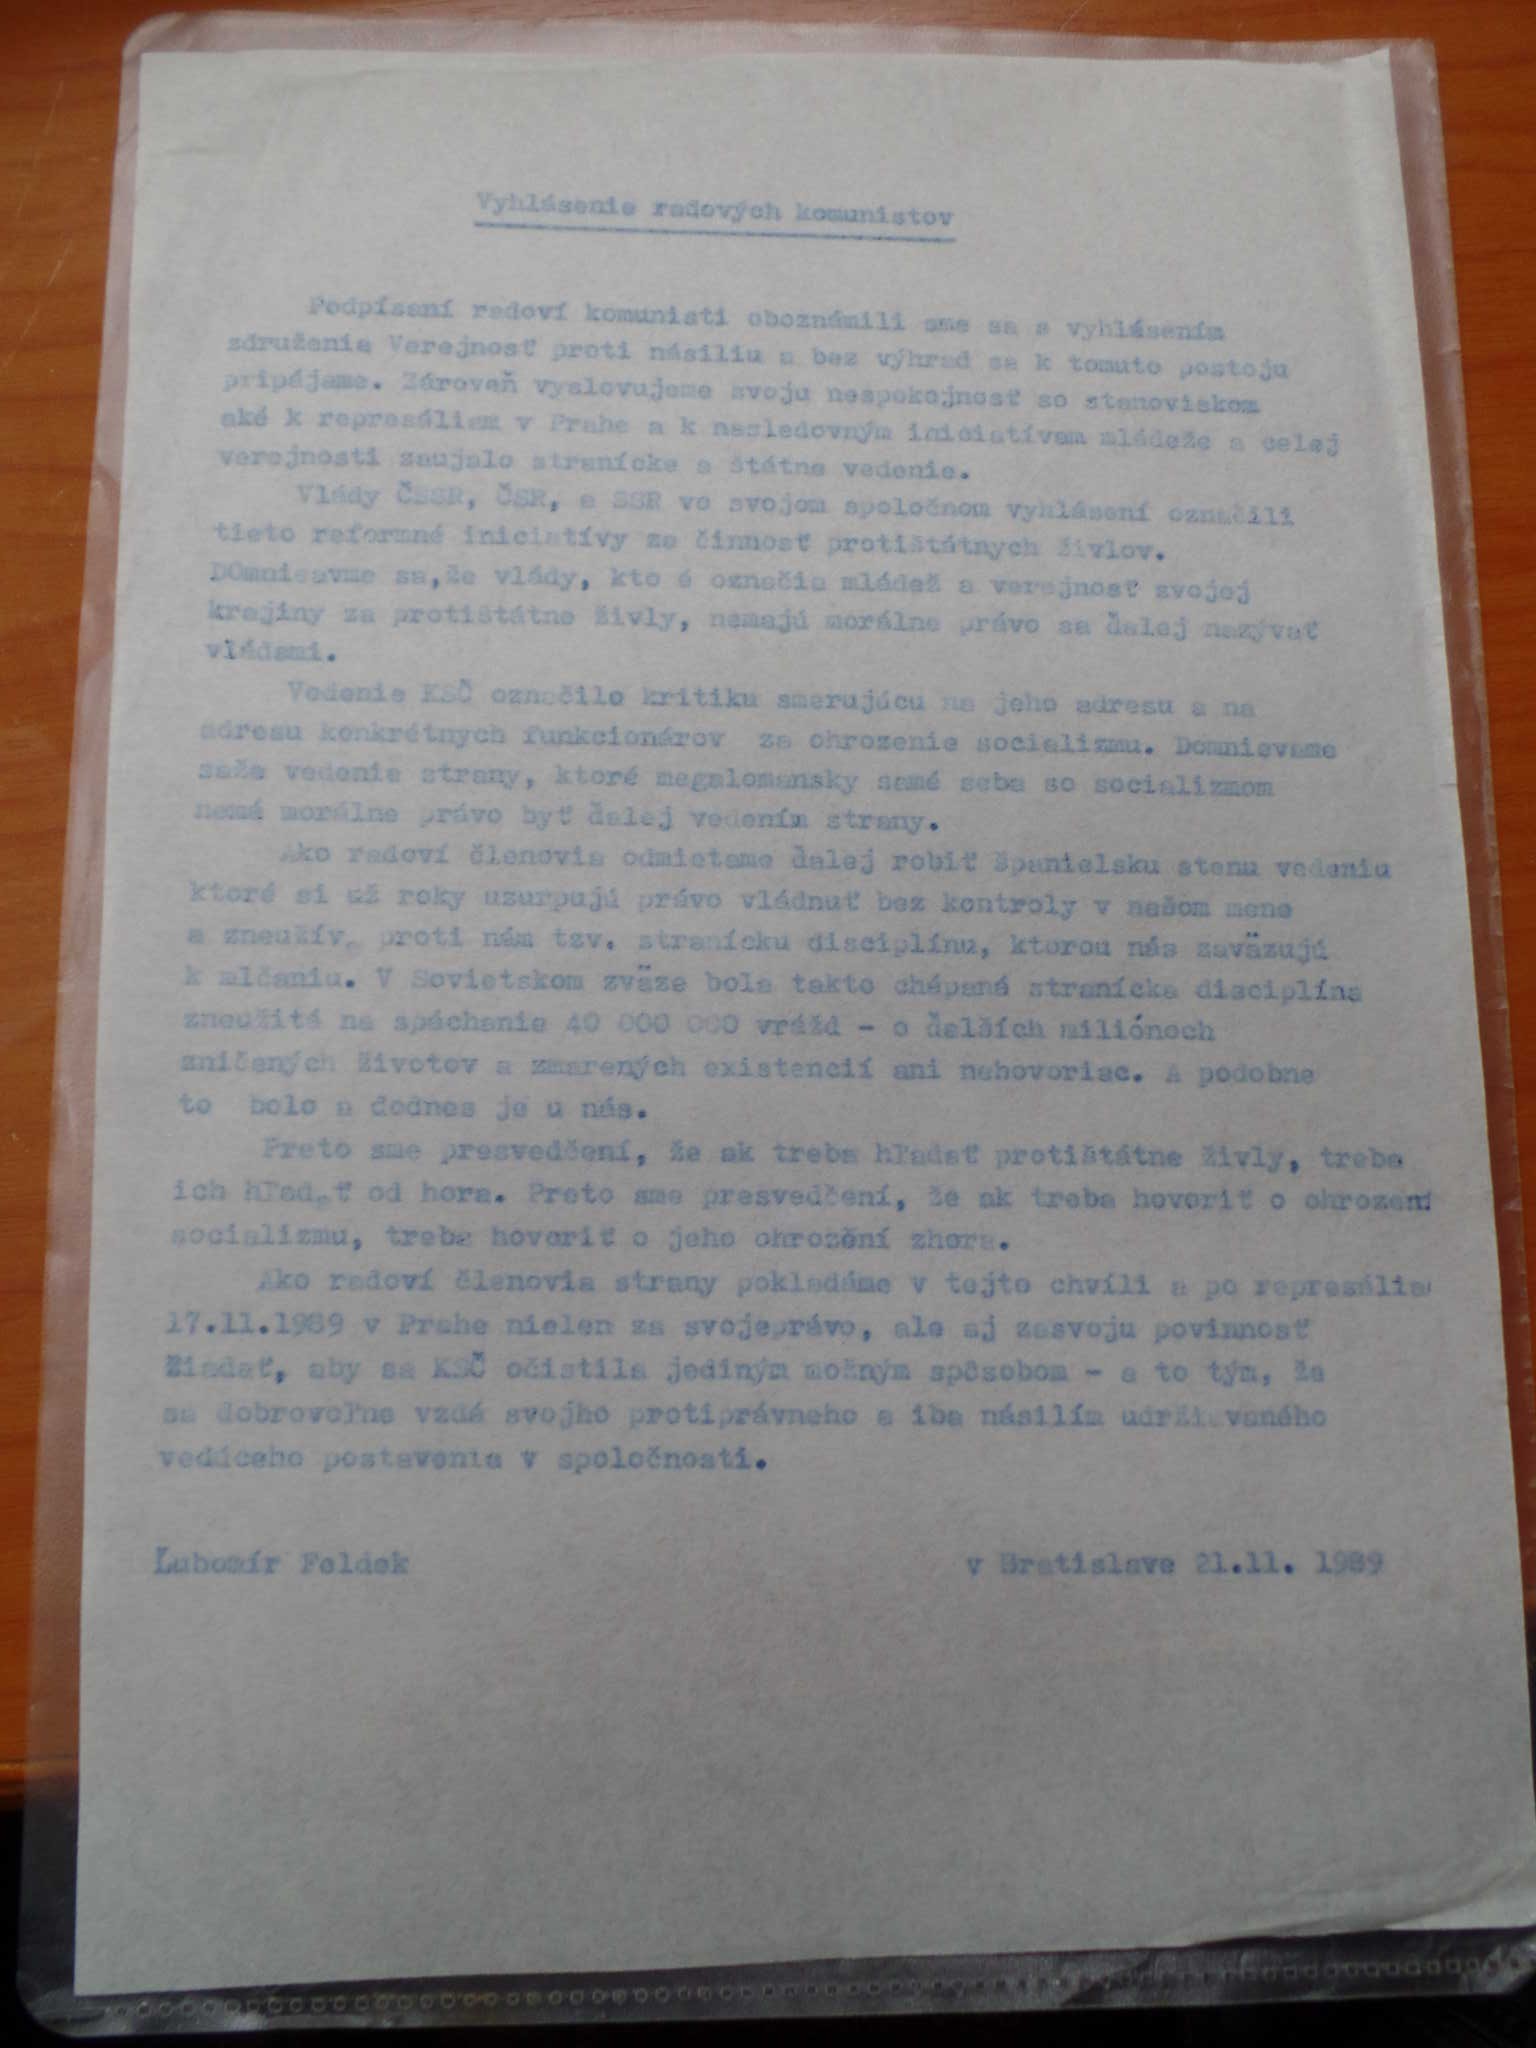 Vyhlásenie radových komunistov
Podpísaní radoví komunisti oboznámili sme sa s vyhlásením
združenia Verejnosť proti násiliu a bez výhrad sa k tomuto postoju
pripájame. Zároveň vyslovujeme svoju nespokojnosť so stanoviskom
aké k represáliam v Prahe a k nasledovným iniciatívam mládeže a celej
verejnosti zaujalo stranícke a štátne vedenie.
Vlády ČSSR, ČSR, a SSR vo svojom spoločnom vyhlásení označili
tieto reformné iniciatívy za činnosť protištátnych živlov.
DOmnieavme sa,že vlády, kto é označia mládež a verejnosť svojej
krajiny za protištátne živly, nemajú morálne právo sa ďalej nazývať
vládami.
Vedenie KSČ označilo kritiku smerujúcu na jeho adresu a na
adresu konkrétnych funkcionárov za ohrozenie socializmu. Domnievame
saže vedenie strany, ktoré megalomansky samé seba so socializmom
nemá morálne právo byť ďalej vedením strany.
Ako radoví členovia odmietame ďalej robiť španielsku stenu vedeniu
ktoré si už roky uzurpujú právo vládnuť bez kontroly v našom mene
a zneužív proti nám tzv. stranícku disciplínu, ktorou nás zaväzujú
k mlčaniu. V Sovietskom zväze bola takto chápaná stranícka disciplína
zneužitá na spáchanie 40 000 000 vrážd - o ďalších miliónoch
zničených životov a zmarených existencií ani nehovoriac. A podobne
to bolo a dodnes je u nás.
Preto sme presvedčení, že ak treba hľadať protištátne živly, treba
ich hľadať od hora. Preto sme presvedčení, že ak treba hovoriť o ohrození
socializmu, treba hovoriť o jeho ohrození zhora.
Ako radoví členovia strany pokladáme v tejto chvíli a po represália
17.11.1989 v Prahe nielen za svojeprávo, ale aj zasvoju povinnosť
žiadať, aby sa KSČ očistila jediným možným spôsobom - a to tým, že
sa dobrovoľne vzdá svojho protiprávneho a iba násilím udržiavaného
vedúceho postavenia v spoločnosti.
Ľubomír Feldek v Bratislave 21.11. 1989